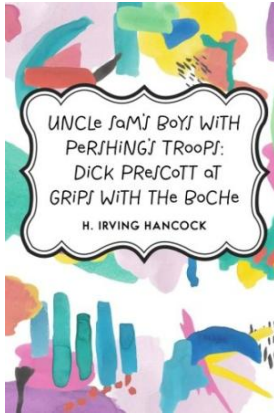 UNCLE SAM'S BOYS WITH
PERSHING'S TROOPS:
DICK PRESCOTT AT
GRIPS WITH THE BOCHE
H. IRVING HANCOCK